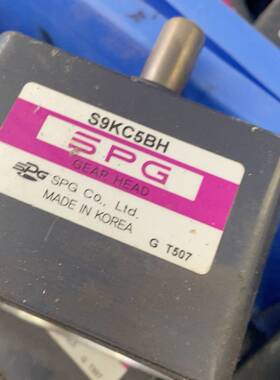 S9KC5BH
SPG
GEAR HEAD
SPG SPG Co., Ltd.
MADE IN KOREA
G T507